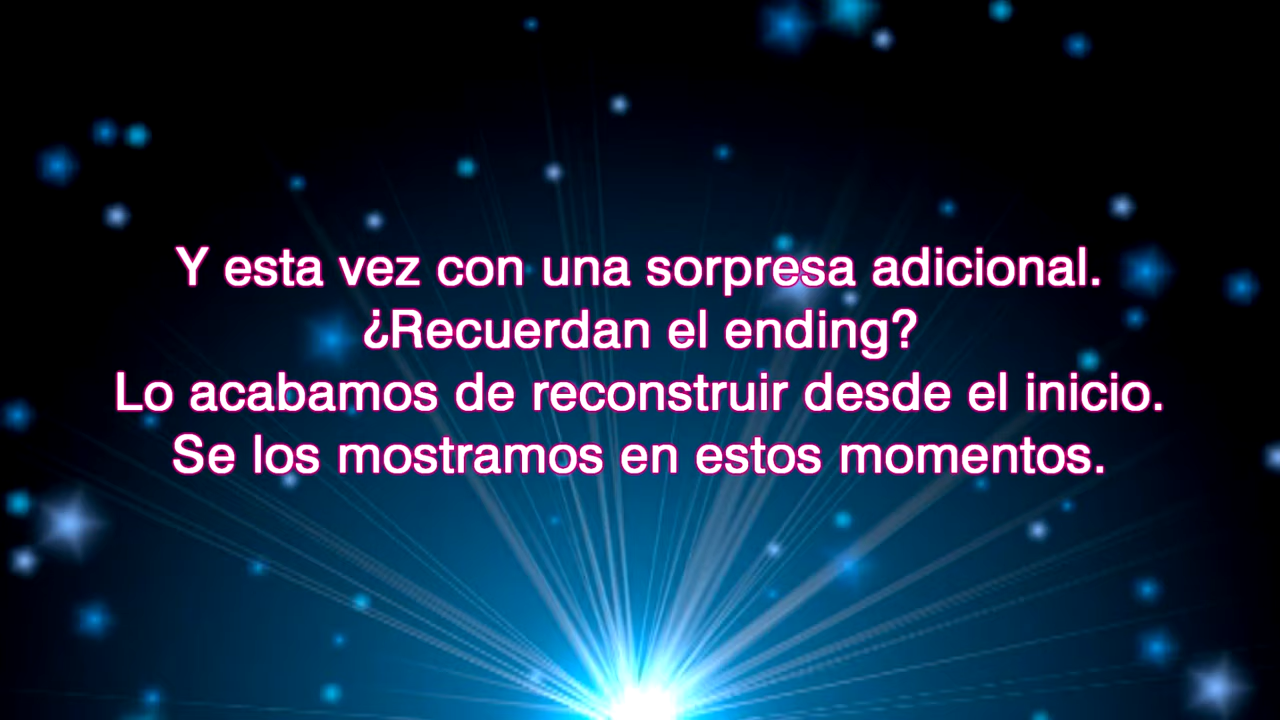 Y esta vez con una sorpresa adicional.
¿Recuerdan el ending?
Lo acabamos de reconstruir desde el inicio.
Se los mostramos en estos momentos.